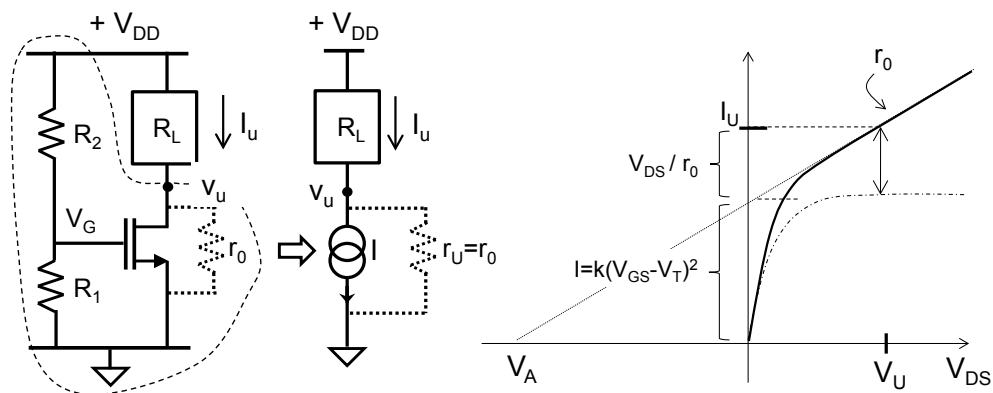 + V_DD
R_2
R_L
I_u
v_u
V_G
r_0
R_1
+ V_DD
R_L
I_u
v_u
I
r_U=r_0
r_0
I_U
V_DS / r_0
I=k(V_GS-V_T)^2
V_A
V_U
V_DS